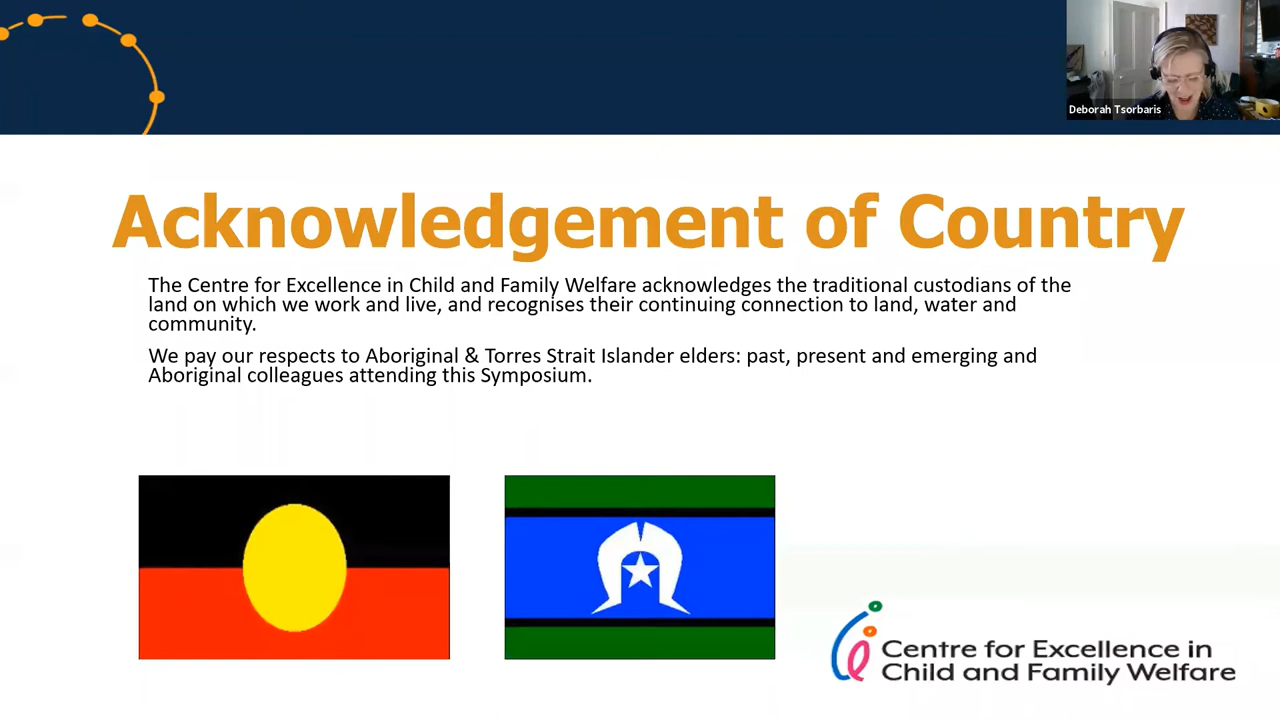 Deborah Tsorbaris
Acknowledgement of Country
The Centre for Excellence in Child and Family Welfare acknowledges the traditional custodians of the
land on which we work and live, and recognises their continuing connection to land, water and
community.
We pay our respects to Aboriginal & Torres Strait Islander elders: past, present and emerging and
Aboriginal colleagues attending this Symposium.
Centre for Excellence in
Child and Family Welfare